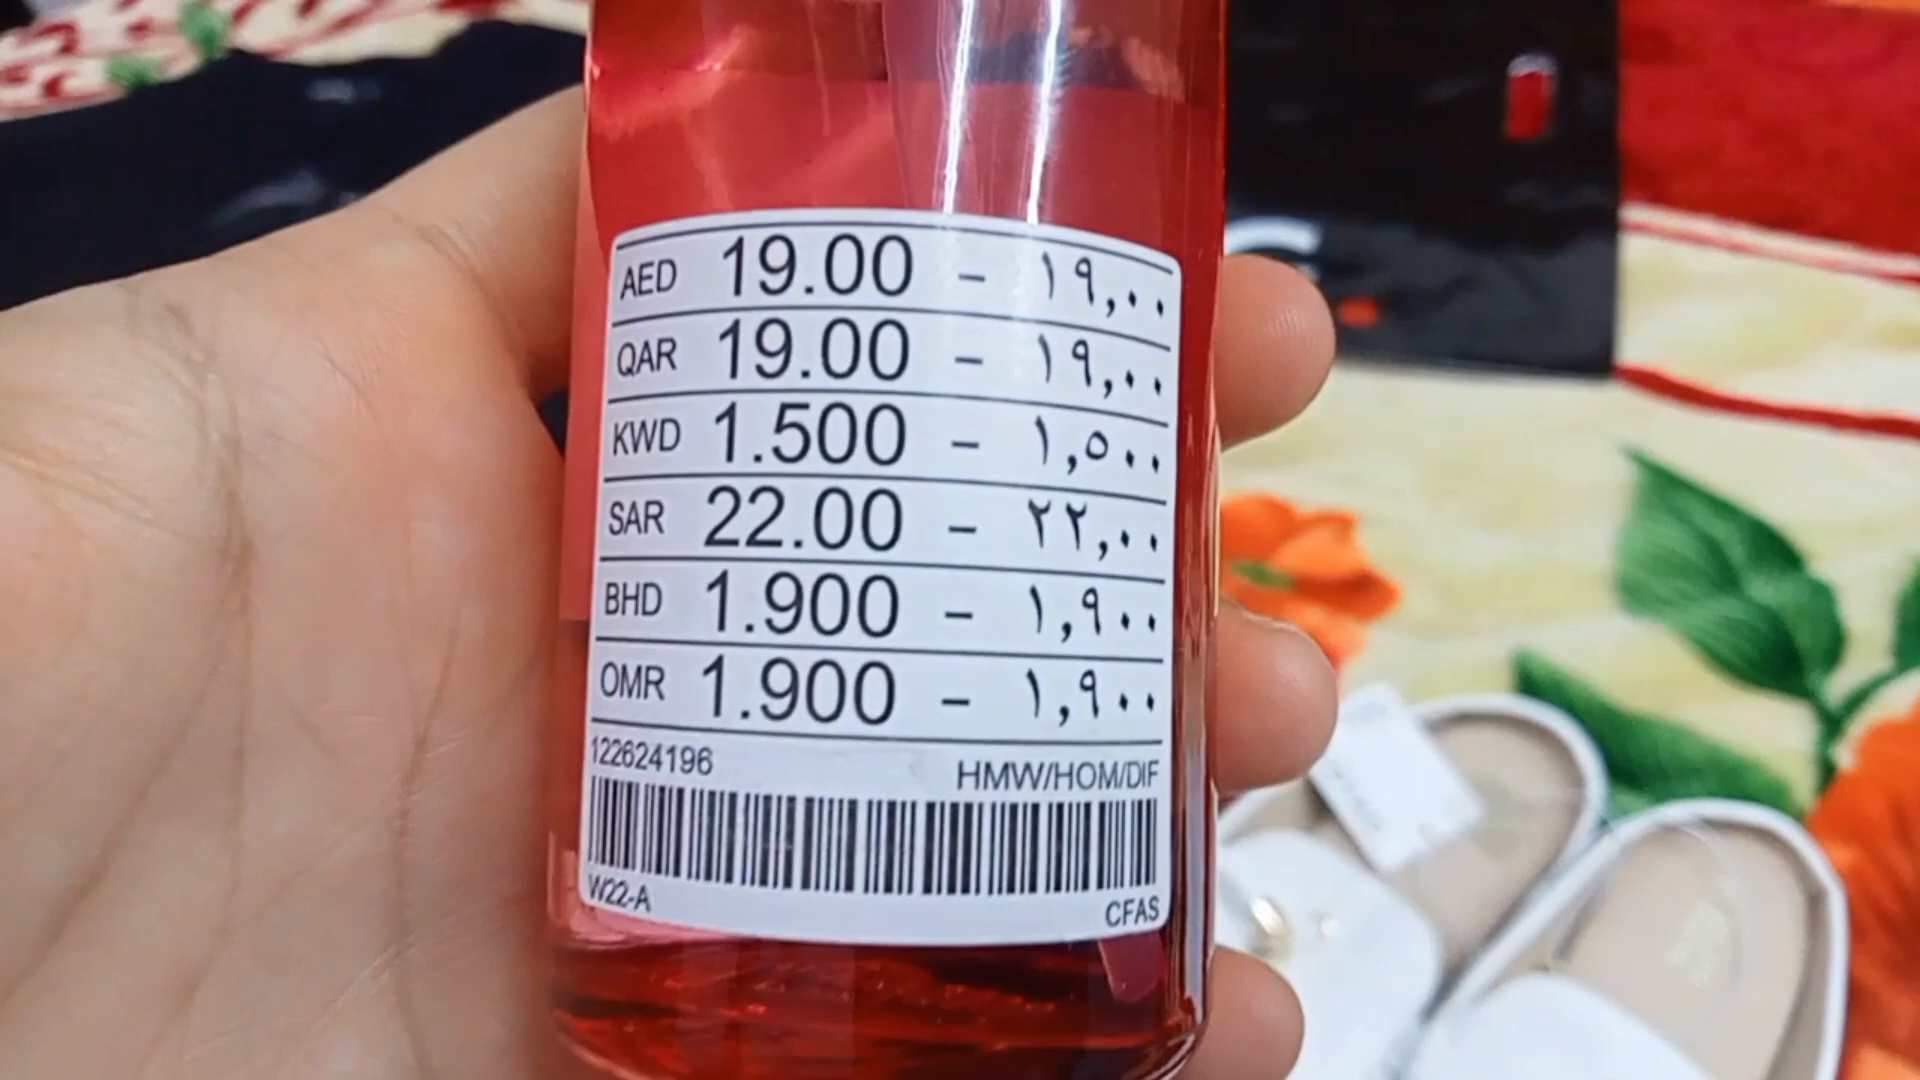 AED 19.00 - ١٩,٠٠
QAR 19.00 - ١٩,٠٠
KWD 1.500 - ١,٥٠٠
SAR 22.00 - ٢٢,٠٠
BHD 1.900 - ١,٩٠٠
OMR 1.900 - ١,٩٠٠
122624196 HMW/HOM/DIF
W22-A CFAS